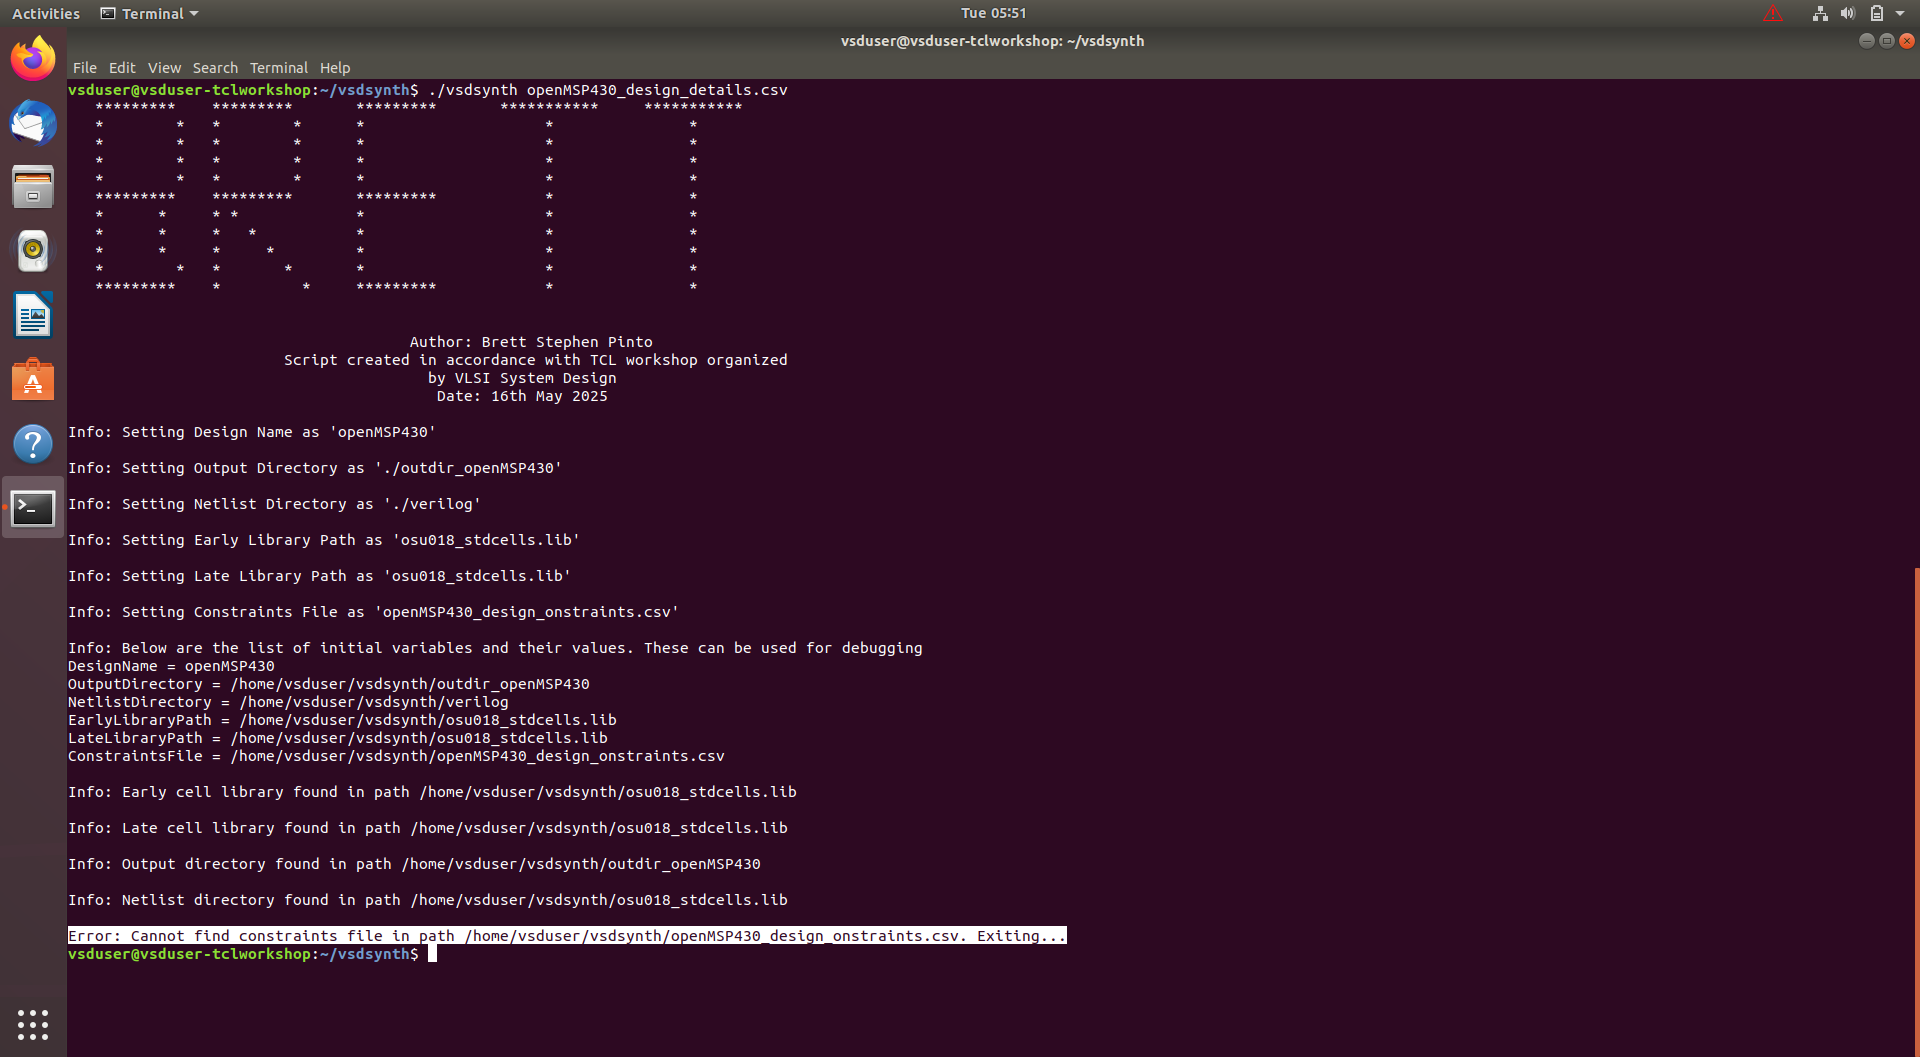 Activities
Terminal
Tue 05:51
vsduser@vsduser-tclworkshop: ~/vsdsynth
File Edit View Search Terminal Help
vsduser@vsduser-tclworkshop:~/vsdsynth$ ./vsdsynth openMSP430_design_details.csv
Author: Brett Stephen Pinto
Script created in accordance with TCL workshop organized
by VLSI System Design
Date: 16th May 2025
Info: Setting Design Name as 'openMSP430'
Info: Setting Output Directory as './outdir_openMSP430'
Info: Setting Netlist Directory as './verilog'
Info: Setting Early Library Path as 'osu018_stdcells.lib'
Info: Setting Late Library Path as 'osu018_stdcells.lib'
Info: Setting Constraints File as 'openMSP430_design_onstraints.csv'
Info: Below are the list of initial variables and their values. These can be used for debugging
DesignName = openMSP430
OutputDirectory = /home/vsduser/vsdsynth/outdir_openMSP430
NetlistDirectory = /home/vsduser/vsdsynth/verilog
EarlyLibraryPath = /home/vsduser/vsdsynth/osu018_stdcells.lib
LateLibraryPath = /home/vsduser/vsdsynth/osu018_stdcells.lib
ConstraintsFile = /home/vsduser/vsdsynth/openMSP430_design_onstraints.csv
Info: Early cell library found in path /home/vsduser/vsdsynth/osu018_stdcells.lib
Info: Late cell library found in path /home/vsduser/vsdsynth/osu018_stdcells.lib
Info: Output directory found in path /home/vsduser/vsdsynth/outdir_openMSP430
Info: Netlist directory found in path /home/vsduser/vsdsynth/osu018_stdcells.lib
Error: Cannot find constraints file in path /home/vsduser/vsdsynth/openMSP430_design_onstraints.csv. Exiting...
vsduser@vsduser-tclworkshop:~/vsdsynth$